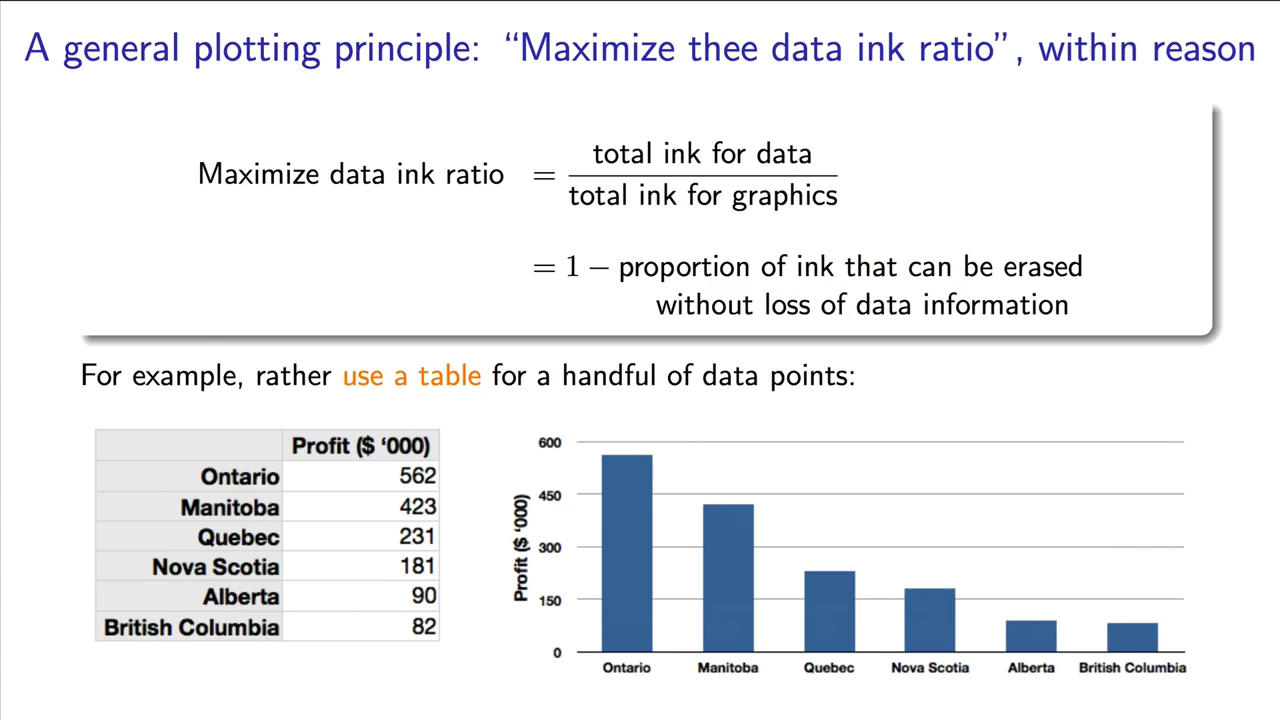 A general plotting principle: “Maximize thee data ink ratio”, within reason
Maximize data ink ratio = total ink for data
total ink for graphics
= 1 − proportion of ink that can be erased
without loss of data information
For example, rather use a table for a handful of data points:
Profit ($ ‘000)
Ontario 562
Manitoba 423
Quebec 231
Nova Scotia 181
Alberta 90
British Columbia 82
Profit ($ ‘000)
600
450
300
150
0
Ontario Manitoba Quebec Nova Scotia Alberta British Columbia